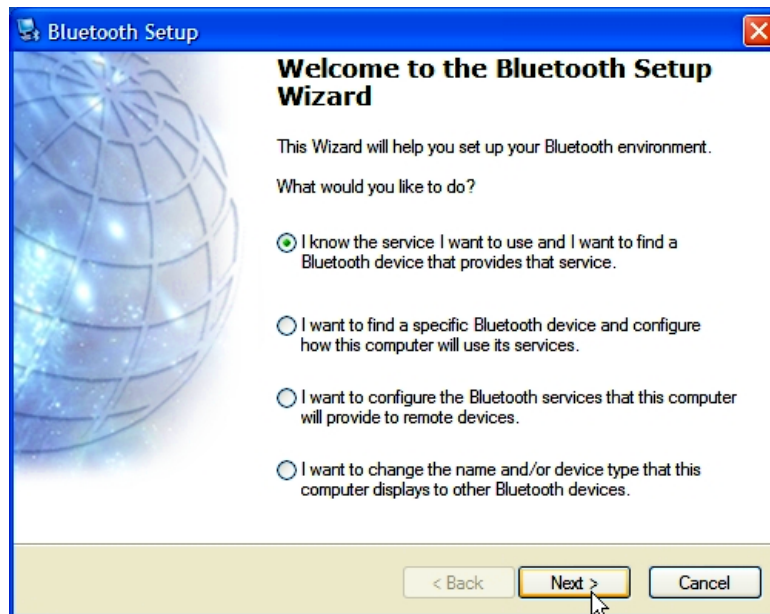 Bluetooth Setup
Welcome to the Bluetooth Setup
Wizard
This Wizard will help you set up your Bluetooth environment.
What would you like to do?
I know the service I want to use and I want to find a
Bluetooth device that provides that service.
I want to find a specific Bluetooth device and configure
how this computer will use its services.
I want to configure the Bluetooth services that this computer
will provide to remote devices.
I want to change the name and/or device type that this
computer displays to other Bluetooth devices.
< Back Next > Cancel